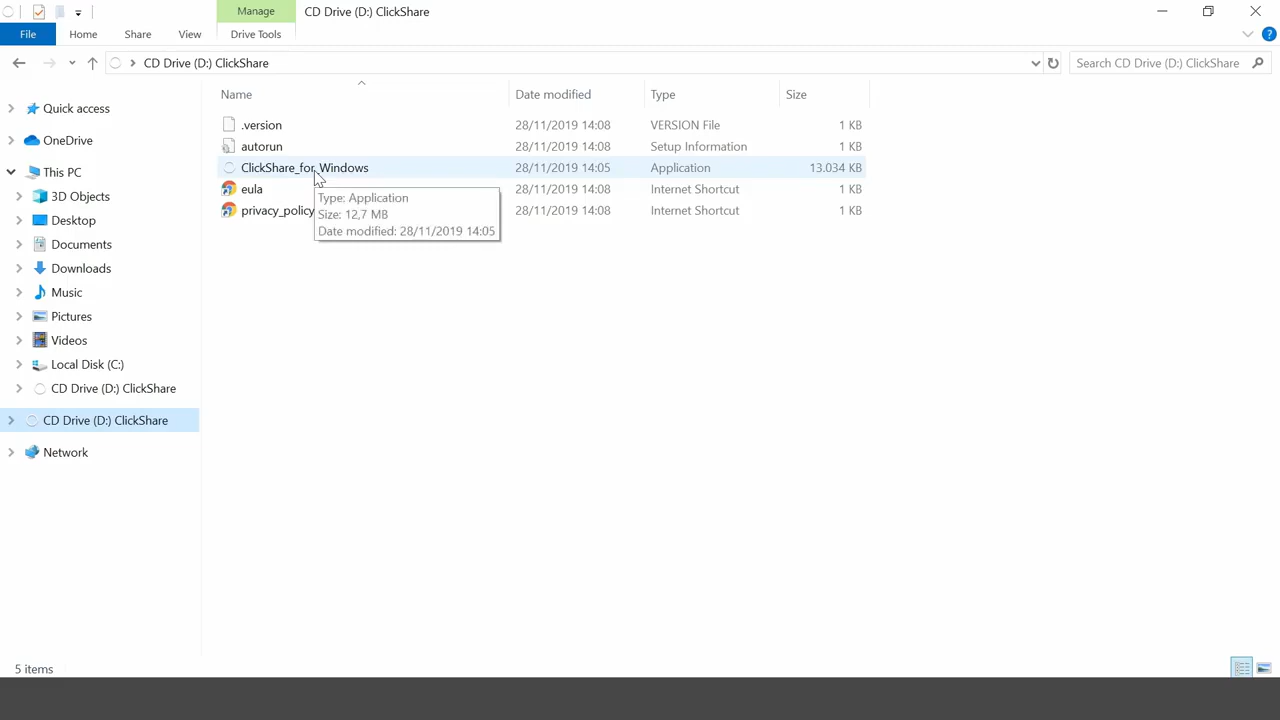 Manage
CD Drive (D:) ClickShare
File
Home
Share
View
Drive Tools
CD Drive (D:) ClickShare
Search CD Drive (D:) ClickShare
?
Name
Date modified
Type
Size
.version
28/11/2019 14:08
VERSION File
1 KB
autorun
28/11/2019 14:08
Setup Information
1 KB
ClickShare_for_Windows
28/11/2019 14:05
Application
13.034 KB
eula
28/11/2019 14:08
Internet Shortcut
1 KB
privacy_policy
28/11/2019 14:08
Internet Shortcut
1 KB
Type: Application
Size: 12,7 MB
Date modified: 28/11/2019 14:05
Quick access
OneDrive
This PC
3D Objects
Desktop
Documents
Downloads
Music
Pictures
Videos
Local Disk (C:)
CD Drive (D:) ClickShare
CD Drive (D:) ClickShare
Network
5 items